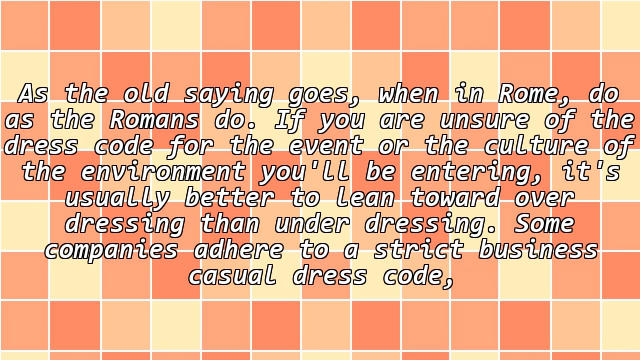 As the old saying goes, when in Rome, do
as the Romans do. If you are unsure of the
dress code for the event or the culture of
the environment you'll be entering, it's
usually better to lean toward over
dressing than under dressing. Some
companies adhere to a strict business
casual dress code,